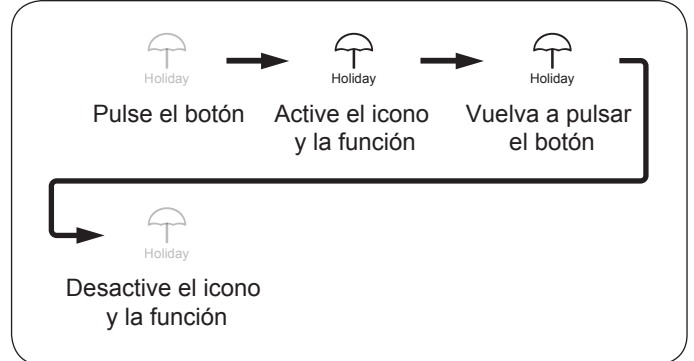 Holiday
Holiday
Holiday
Pulse el botón
Active el icono
y la función
Vuelva a pulsar
el botón
Holiday
Desactive el icono
y la función